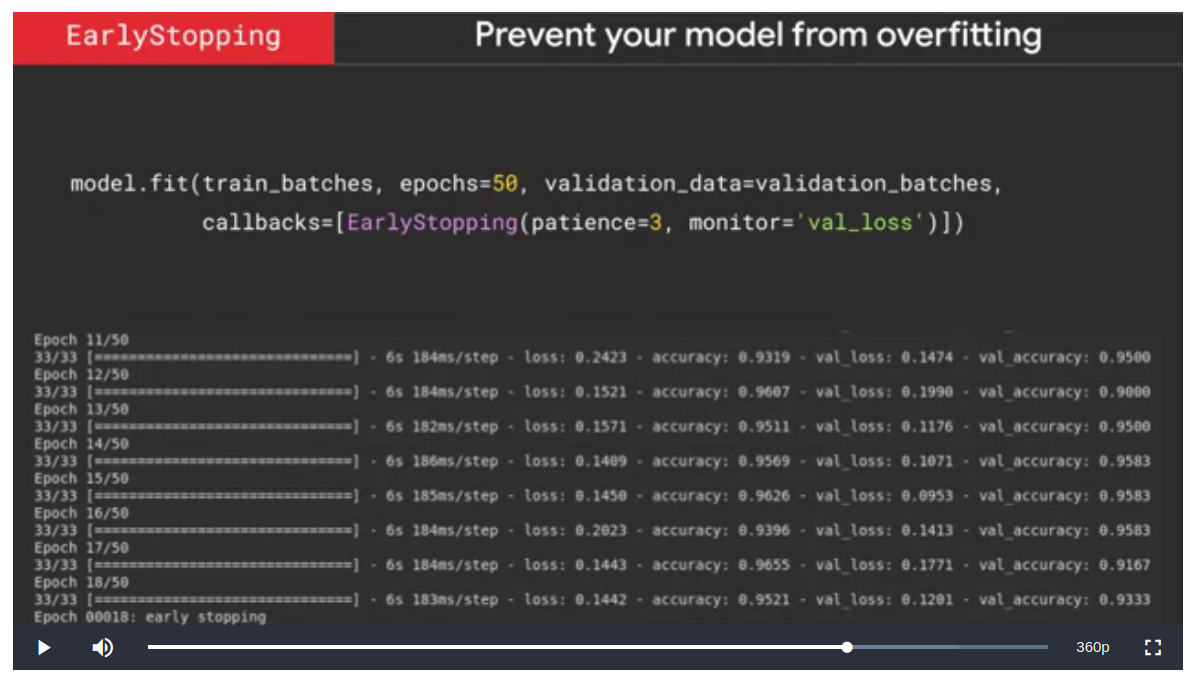 EarlyStopping
Prevent your model from overfitting
model.fit(train_batches, epochs=50, validation_data=validation_batches,
callbacks=[EarlyStopping(patience=3, monitor='val_loss')])
Epoch 11/50
33/33 [==============================] - 6s 184ms/step - loss: 0.2423 - accuracy: 0.9319 - val_loss: 0.1474 - val_accuracy: 0.9500
Epoch 12/50
33/33 [==============================] - 6s 184ms/step - loss: 0.1521 - accuracy: 0.9607 - val_loss: 0.1990 - val_accuracy: 0.9000
Epoch 13/50
33/33 [==============================] - 6s 182ms/step - loss: 0.1571 - accuracy: 0.9511 - val_loss: 0.1176 - val_accuracy: 0.9500
Epoch 14/50
33/33 [==============================] - 6s 186ms/step - loss: 0.1409 - accuracy: 0.9569 - val_loss: 0.1071 - val_accuracy: 0.9583
Epoch 15/50
33/33 [==============================] - 6s 185ms/step - loss: 0.1450 - accuracy: 0.9626 - val_loss: 0.0953 - val_accuracy: 0.9583
Epoch 16/50
33/33 [==============================] - 6s 184ms/step - loss: 0.2023 - accuracy: 0.9396 - val_loss: 0.1413 - val_accuracy: 0.9583
Epoch 17/50
33/33 [==============================] - 6s 184ms/step - loss: 0.1443 - accuracy: 0.9655 - val_loss: 0.1771 - val_accuracy: 0.9167
Epoch 18/50
33/33 [==============================] - 6s 183ms/step - loss: 0.1442 - accuracy: 0.9521 - val_loss: 0.1201 - val_accuracy: 0.9333
Epoch 00018: early stopping
360p